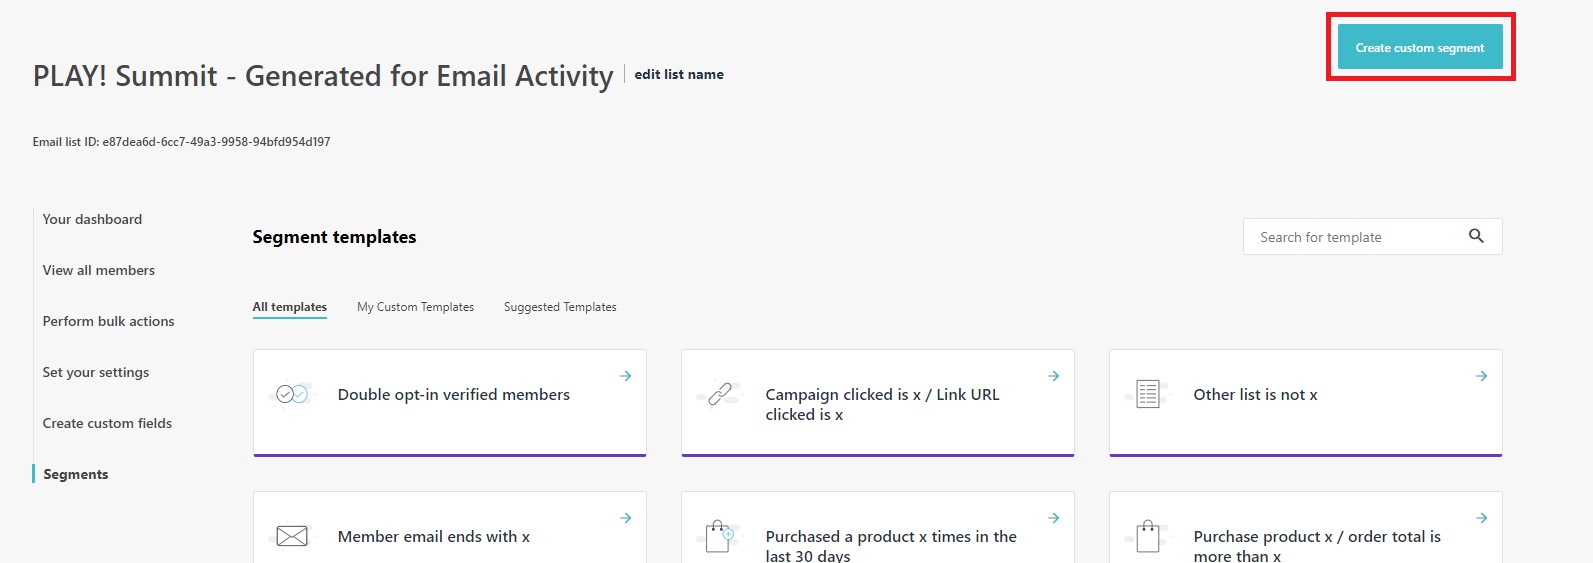 Create custom segment
PLAY! Summit - Generated for Email Activity
edit list name
Email list ID: e87dea6d-6cc7-49a3-9958-94bfd954d197
Your dashboard
View all members
Perform bulk actions
Set your settings
Create custom fields
Segments
Segment templates
Search for template
All templates
My Custom Templates
Suggested Templates
Double opt-in verified members
Campaign clicked is x / Link URL
clicked is x
Other list is not x
Member email ends with x
Purchased a product x times in the
last 30 days
Purchase product x / order total is
more than x